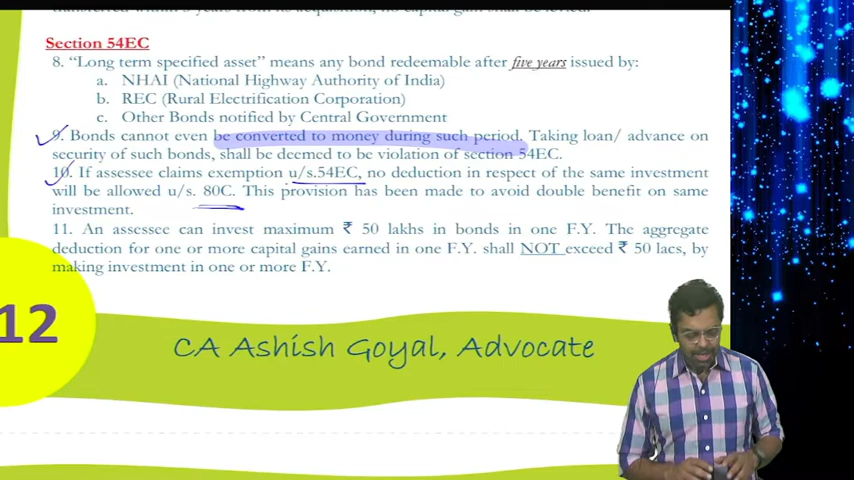 Section 54EC
8. "Long term specified asset" means any bond redeemable after five years issued by:
a. NHAI (National Highway Authority of India)
b. REC (Rural Electrification Corporation)
c. Other Bonds notified by Central Government
9. Bonds cannot even be converted to money during such period. Taking loan/ advance on
security of such bonds, shall be deemed to be violation of section 54EC.
10. If assessee claims exemption u/s.54EC, no deduction in respect of the same investment
will be allowed u/s. 80C. This provision has been made to avoid double benefit on same
investment.
11. An assessee can invest maximum ₹ 50 lakhs in bonds in one F.Y. The aggregate
deduction for one or more capital gains earned in one F.Y. shall NOT exceed ₹ 50 lacs, by
making investment in one or more F.Y.
12
CA Ashish Goyal, Advocate